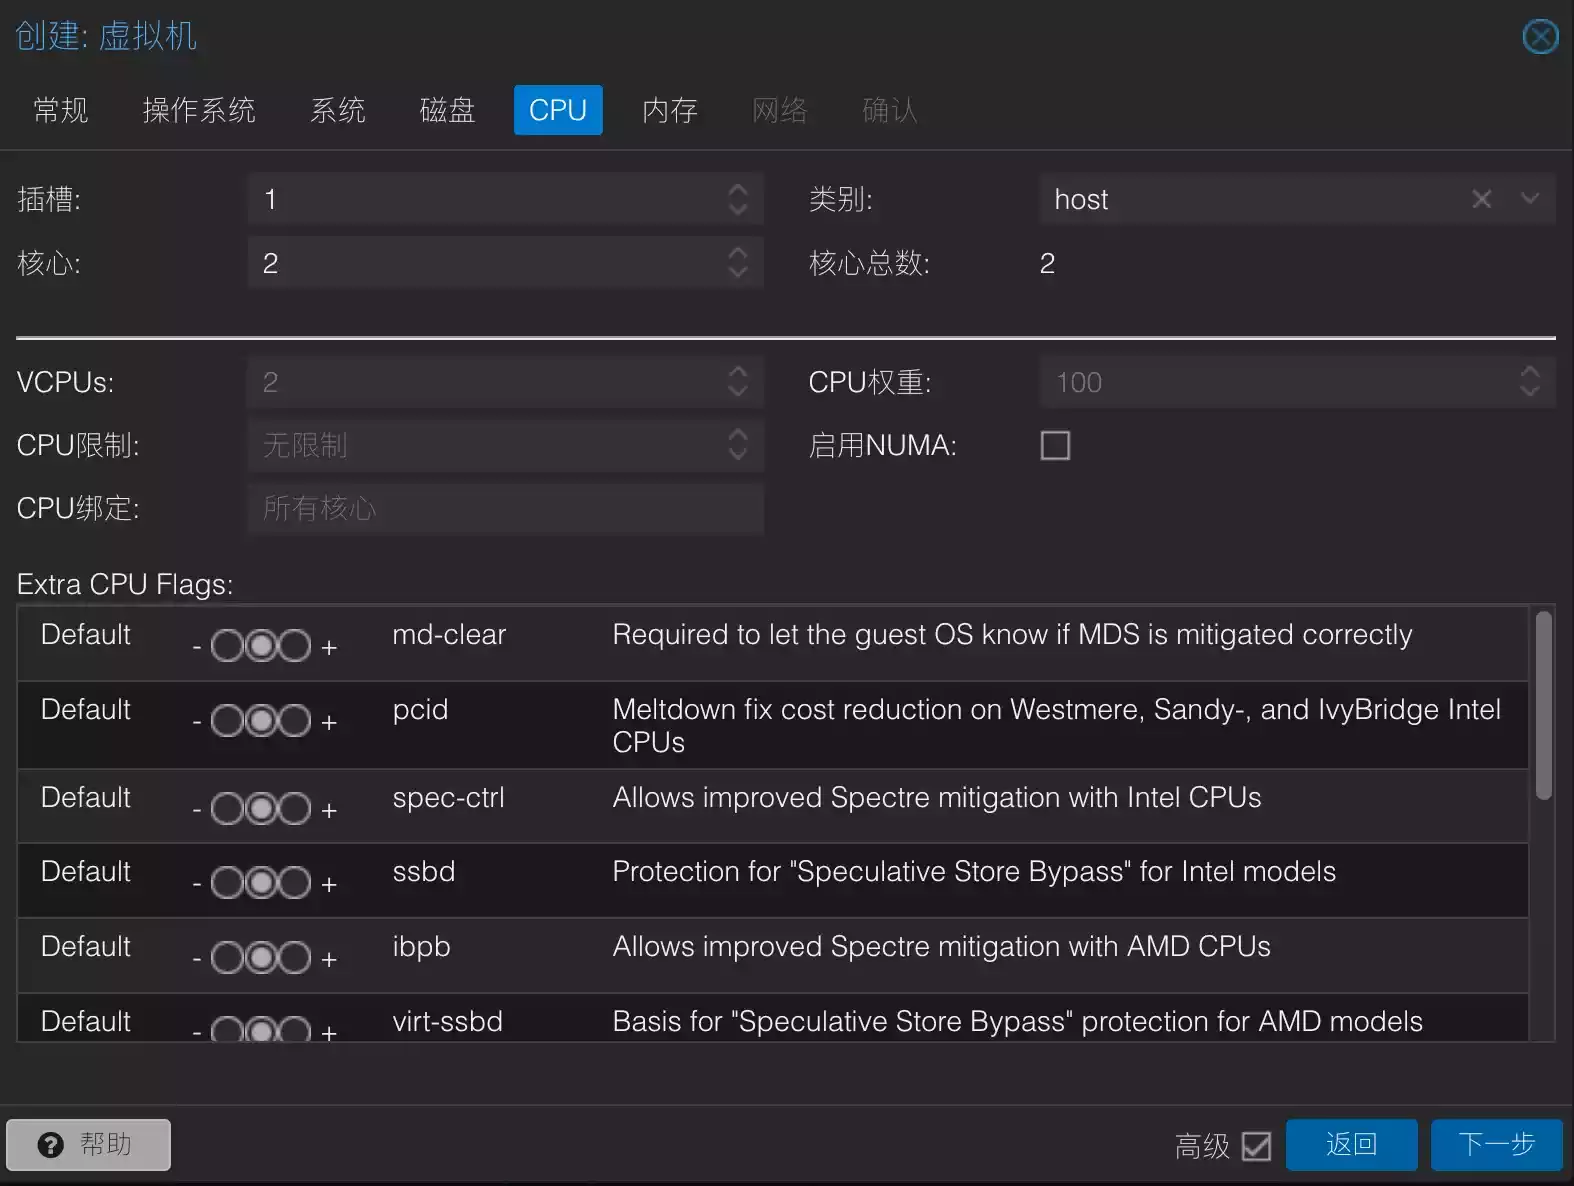 创建: 虚拟机
常规 操作系统 系统 磁盘 CPU 内存 网络 确认
插槽: 1 类别: host
核心: 2 核心总数: 2
VCPUs: 2 CPU权重: 100
CPU限制: 无限制 启用NUMA:
CPU绑定: 所有核心
Extra CPU Flags:
Default - + md-clear Required to let the guest OS know if MDS is mitigated correctly
Default - + pcid Meltdown fix cost reduction on Westmere, Sandy-, and IvyBridge Intel
CPUs
Default - + spec-ctrl Allows improved Spectre mitigation with Intel CPUs
Default - + ssbd Protection for "Speculative Store Bypass" for Intel models
Default - + ibpb Allows improved Spectre mitigation with AMD CPUs
Default - + virt-ssbd Basis for "Speculative Store Bypass" protection for AMD models
? 帮助 高级 返回 下一步